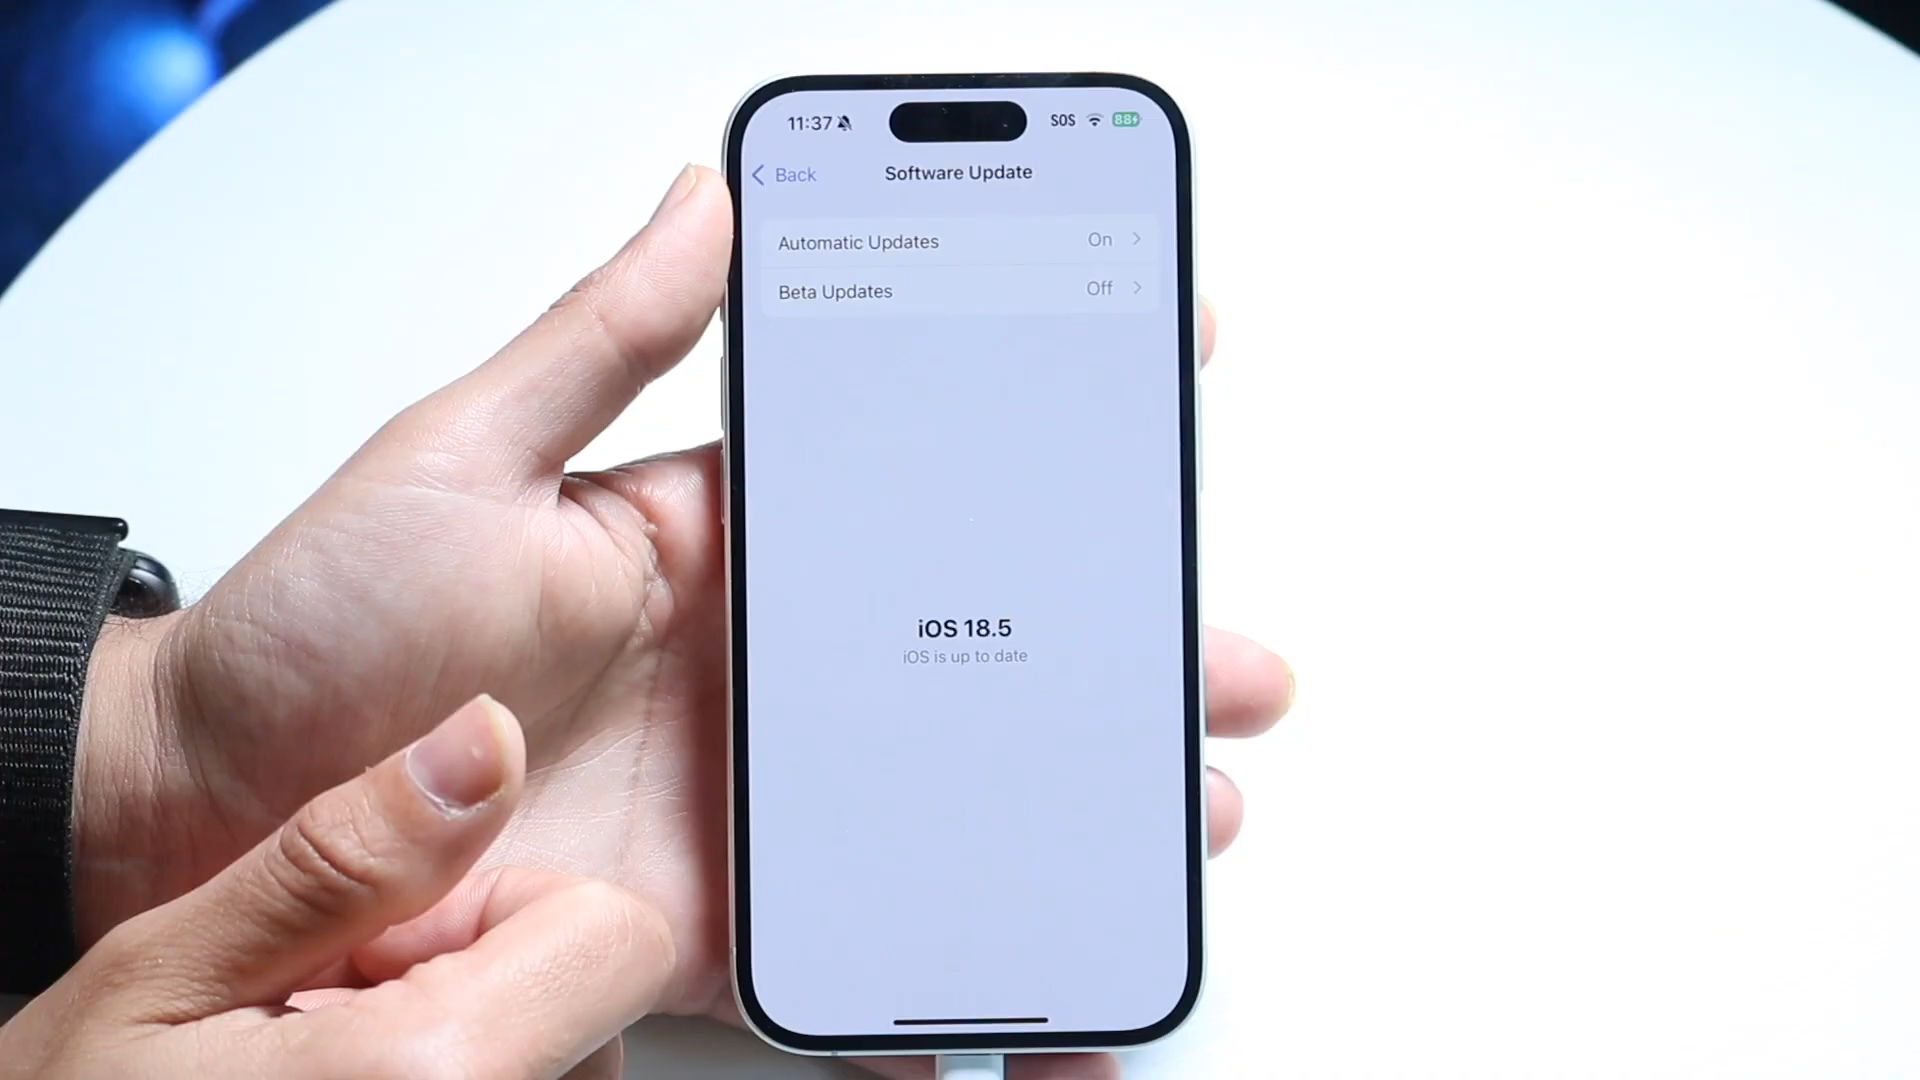 11:37 SOS 88
Back Software Update
Automatic Updates On
Beta Updates Off
iOS 18.5
iOS is up to date